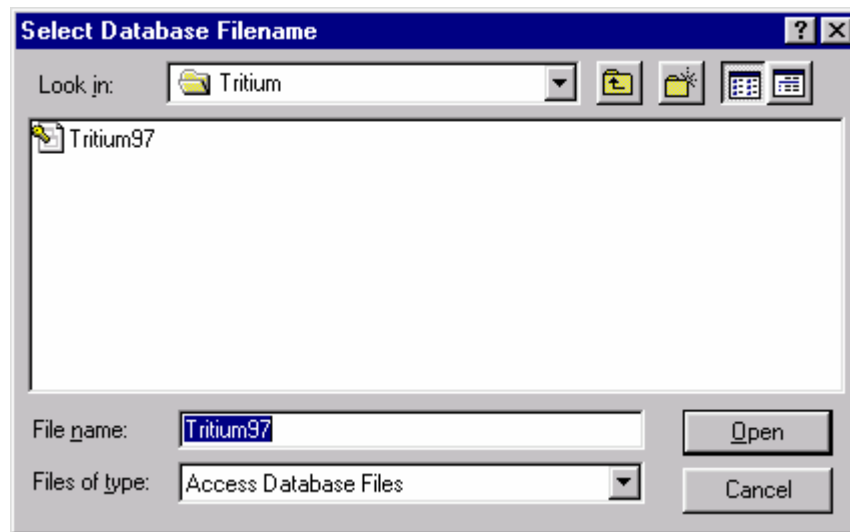 Select Database Filename
Look in: Tritium
Tritium97
File name: Tritium97 Open
Files of type: Access Database Files Cancel